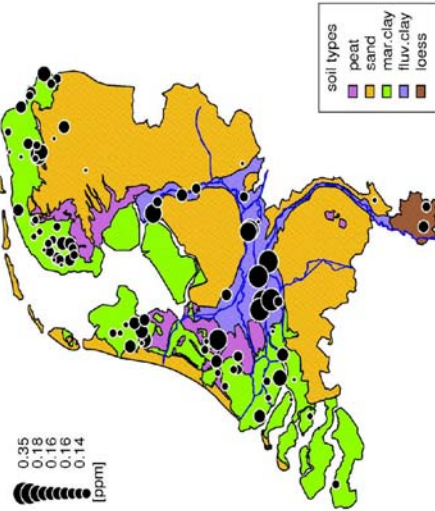 soil types
peat
sand
mar.clay
fluv.clay
loess
0.35
0.18
0.16
0.16
0.14
[ppm]